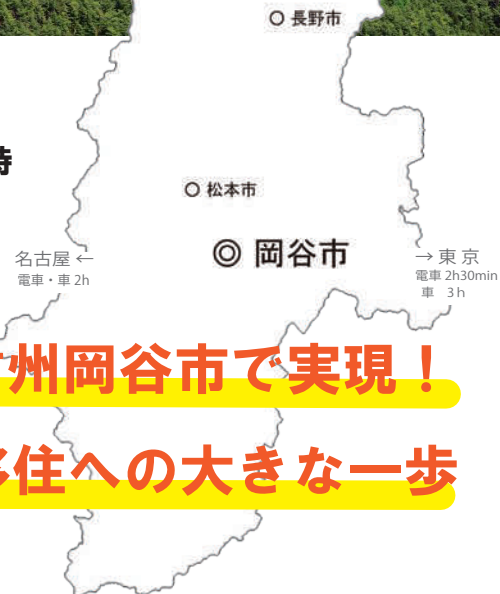 ○ 長野市
時
○ 松本市
◎ 岡谷市
名古屋 ←
電車・車 2h
→ 東 京
電車 2h30min
車 3h
州岡谷市で実現！
住への大きな一歩